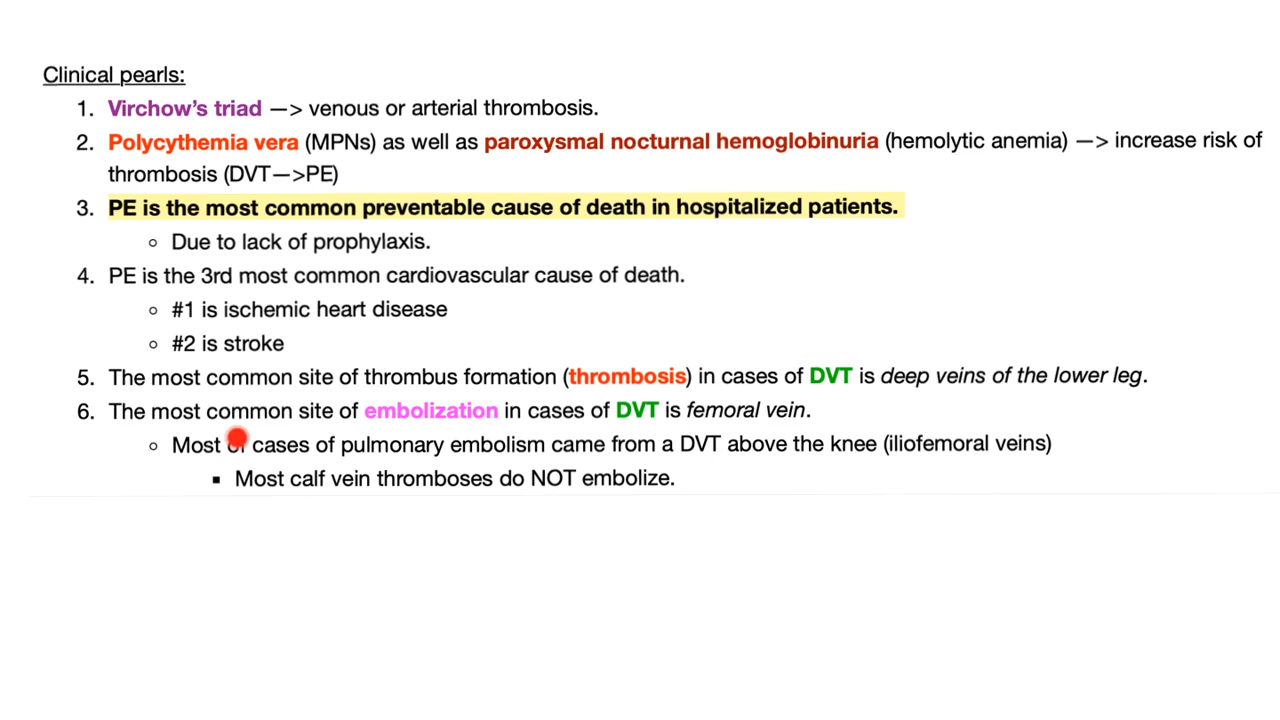 Clinical pearls:
1. Virchow's triad —> venous or arterial thrombosis.
2. Polycythemia vera (MPNs) as well as paroxysmal nocturnal hemoglobinuria (hemolytic anemia) —> increase risk of
thrombosis (DVT—>PE)
3. PE is the most common preventable cause of death in hospitalized patients.
◦ Due to lack of prophylaxis.
4. PE is the 3rd most common cardiovascular cause of death.
◦ #1 is ischemic heart disease
◦ #2 is stroke
5. The most common site of thrombus formation (thrombosis) in cases of DVT is deep veins of the lower leg.
6. The most common site of embolization in cases of DVT is femoral vein.
◦ Most of cases of pulmonary embolism came from a DVT above the knee (iliofemoral veins)
▪ Most calf vein thromboses do NOT embolize.